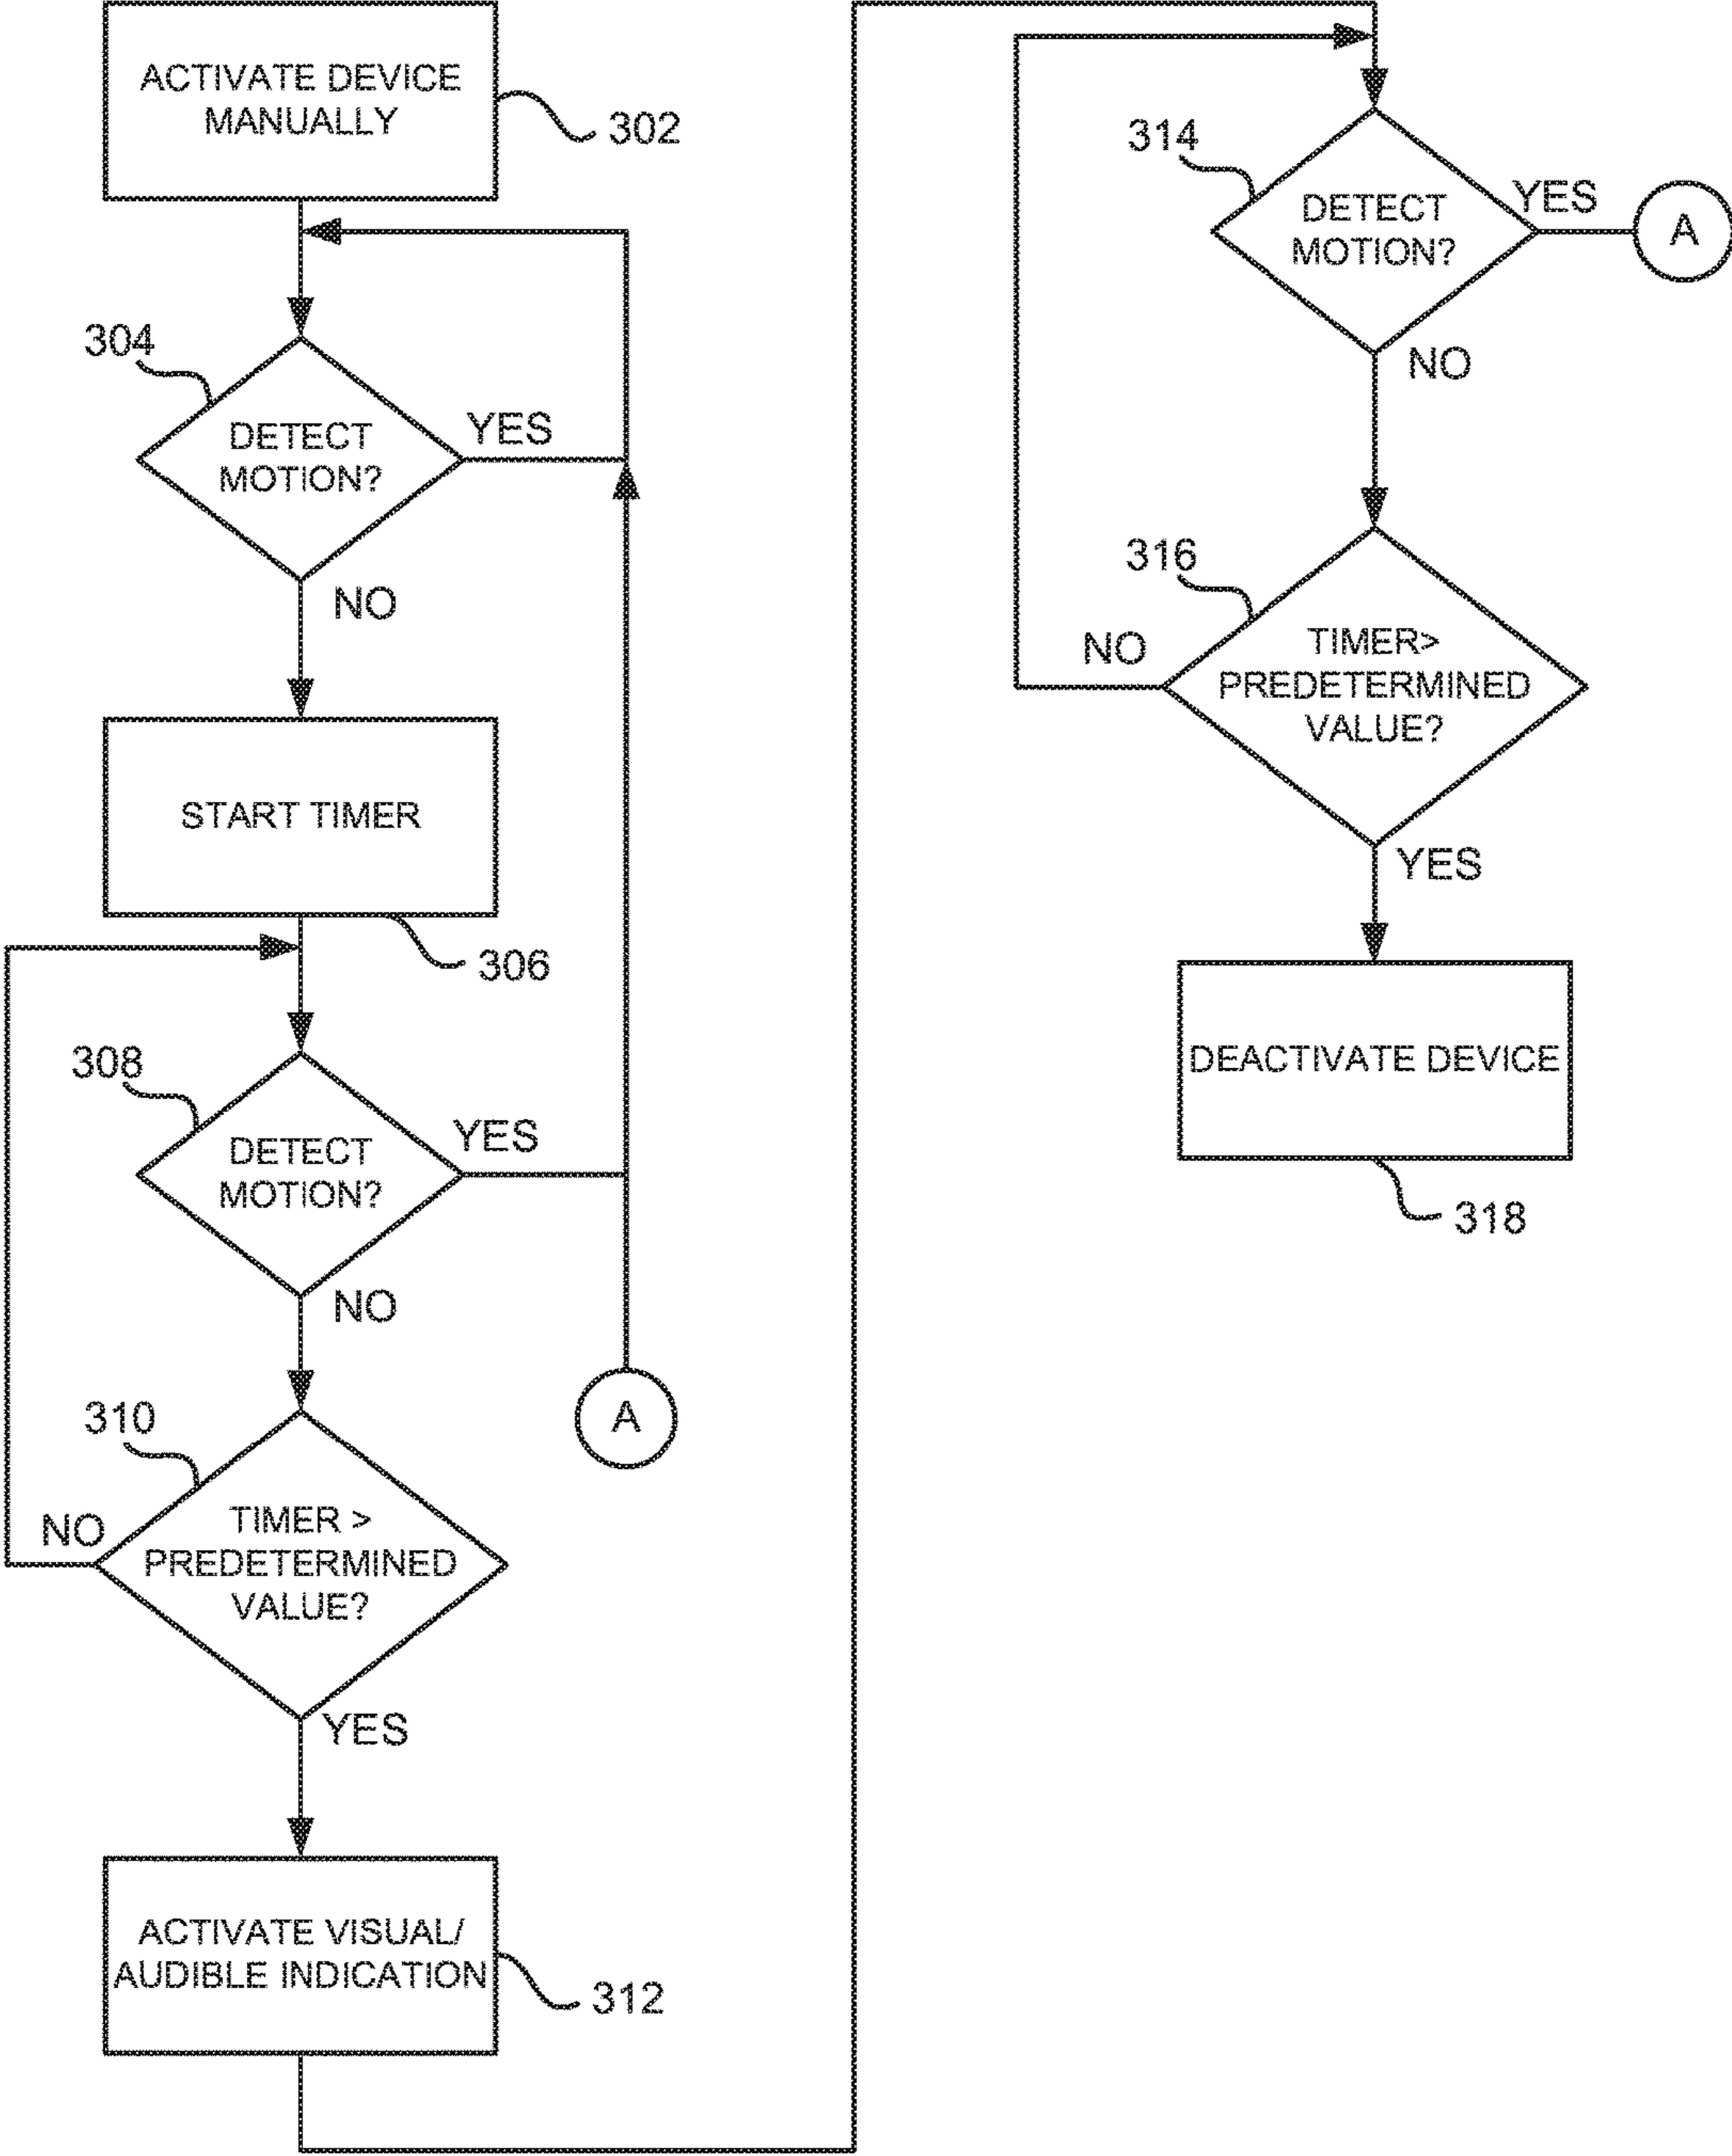 ACTIVATE DEVICE
MANUALLY
302
304
DETECT
MOTION?
YES
NO
START TIMER
306
308
DETECT
MOTION?
YES
NO
A
310
TIMER >
PREDETERMINED
VALUE?
NO
YES
ACTIVATE VISUAL/
AUDIBLE INDICATION
312
314
DETECT
MOTION?
YES
A
NO
316
TIMER>
PREDETERMINED
VALUE?
NO
YES
DEACTIVATE DEVICE
318